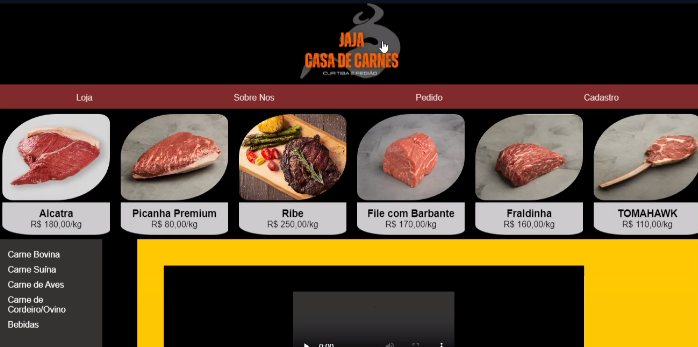 JAJA
CASA DE CARNES
CURITIBA E REGIÃO
Loja
Sobre Nos
Pedido
Cadastro
Alcatra
R$ 180,00/kg
Picanha Premium
R$ 80,00/kg
Ribe
R$ 250,00/kg
File com Barbante
R$ 170,00/kg
Fraldinha
R$ 160,00/kg
TOMAHAWK
R$ 110,00/kg
Carne Bovina
Carne Suína
Carne de Aves
Carne de
Cordeiro/Ovino
Bebidas
0:00